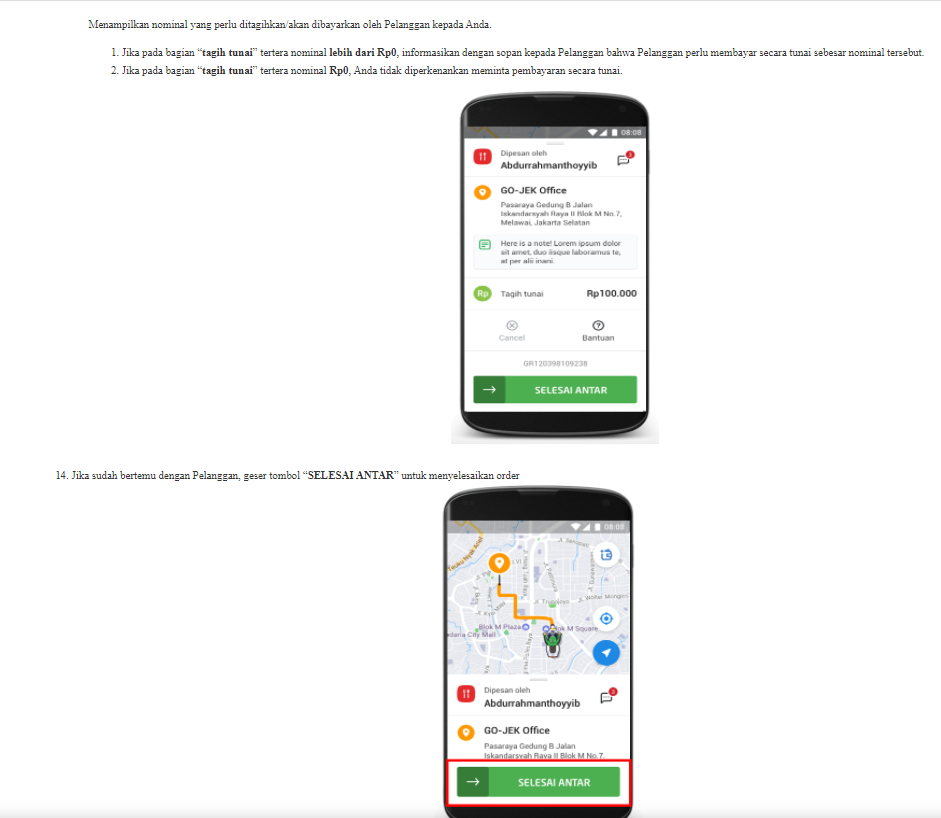 Menampilkan nominal yang perlu ditagihkan/akan dibayarkan oleh Pelanggan kepada Anda.
1. Jika pada bagian “tagih tunai” tertera nominal lebih dari Rp0, informasikan dengan sopan kepada Pelanggan bahwa Pelanggan perlu membayar secara tunai sebesar nominal tersebut.
2. Jika pada bagian “tagih tunai” tertera nominal Rp0, Anda tidak diperkenankan meminta pembayaran secara tunai.
08:08
Dipesan oleh
Abdurrahmanthoyyib
GO-JEK Office
Pasaraya Gedung B Jalan
Iskandarsyah Raya II Blok M No.7,
Melawai, Jakarta Selatan
Here is a note! Lorem ipsum dolor
sit amet, duo iisque laboramus te,
at per alii inani.
Rp Tagih tunai Rp100.000
Cancel Bantuan
GR120398109238
SELESAI ANTAR
14. Jika sudah bertemu dengan Pelanggan, geser tombol “SELESAI ANTAR” untuk menyelesaikan order
08:08
Blok M Plaza
Blok M Square
City Mall
Dipesan oleh
Abdurrahmanthoyyib
GO-JEK Office
Pasaraya Gedung B Jalan
Iskandarsyah Raya II Blok M No.7,
SELESAI ANTAR